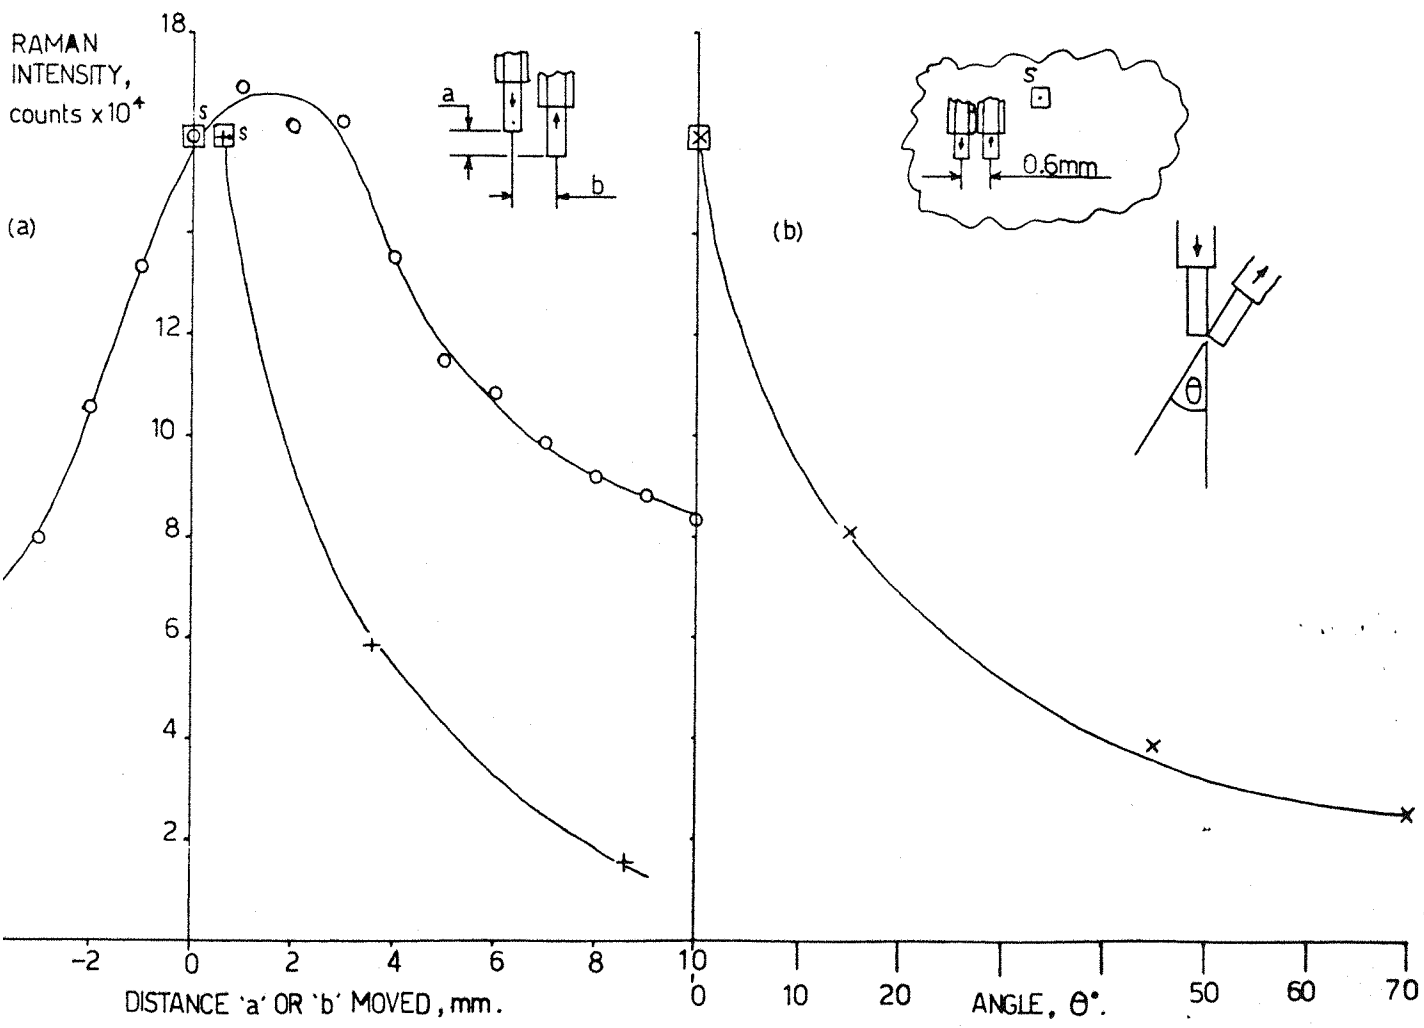 18
RAMAN
INTENSITY,
counts x10⁴
S
S
a
b
S
0.6mm
(a)
(b)
12
10
8
θ
6
4
2
-2 0 2 4 6 8 10
0 10 20 50 60 70
DISTANCE 'a' OR 'b' MOVED, mm.
ANGLE, θ°.